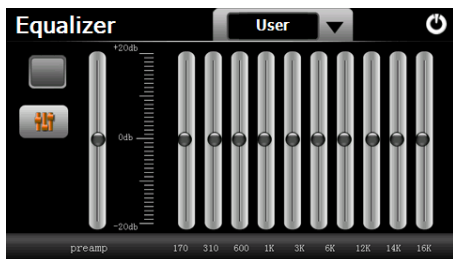 Equalizer User
+20db
0db
-20db
preamp 170 310 600 1K 3K 6K 12K 14K 16K